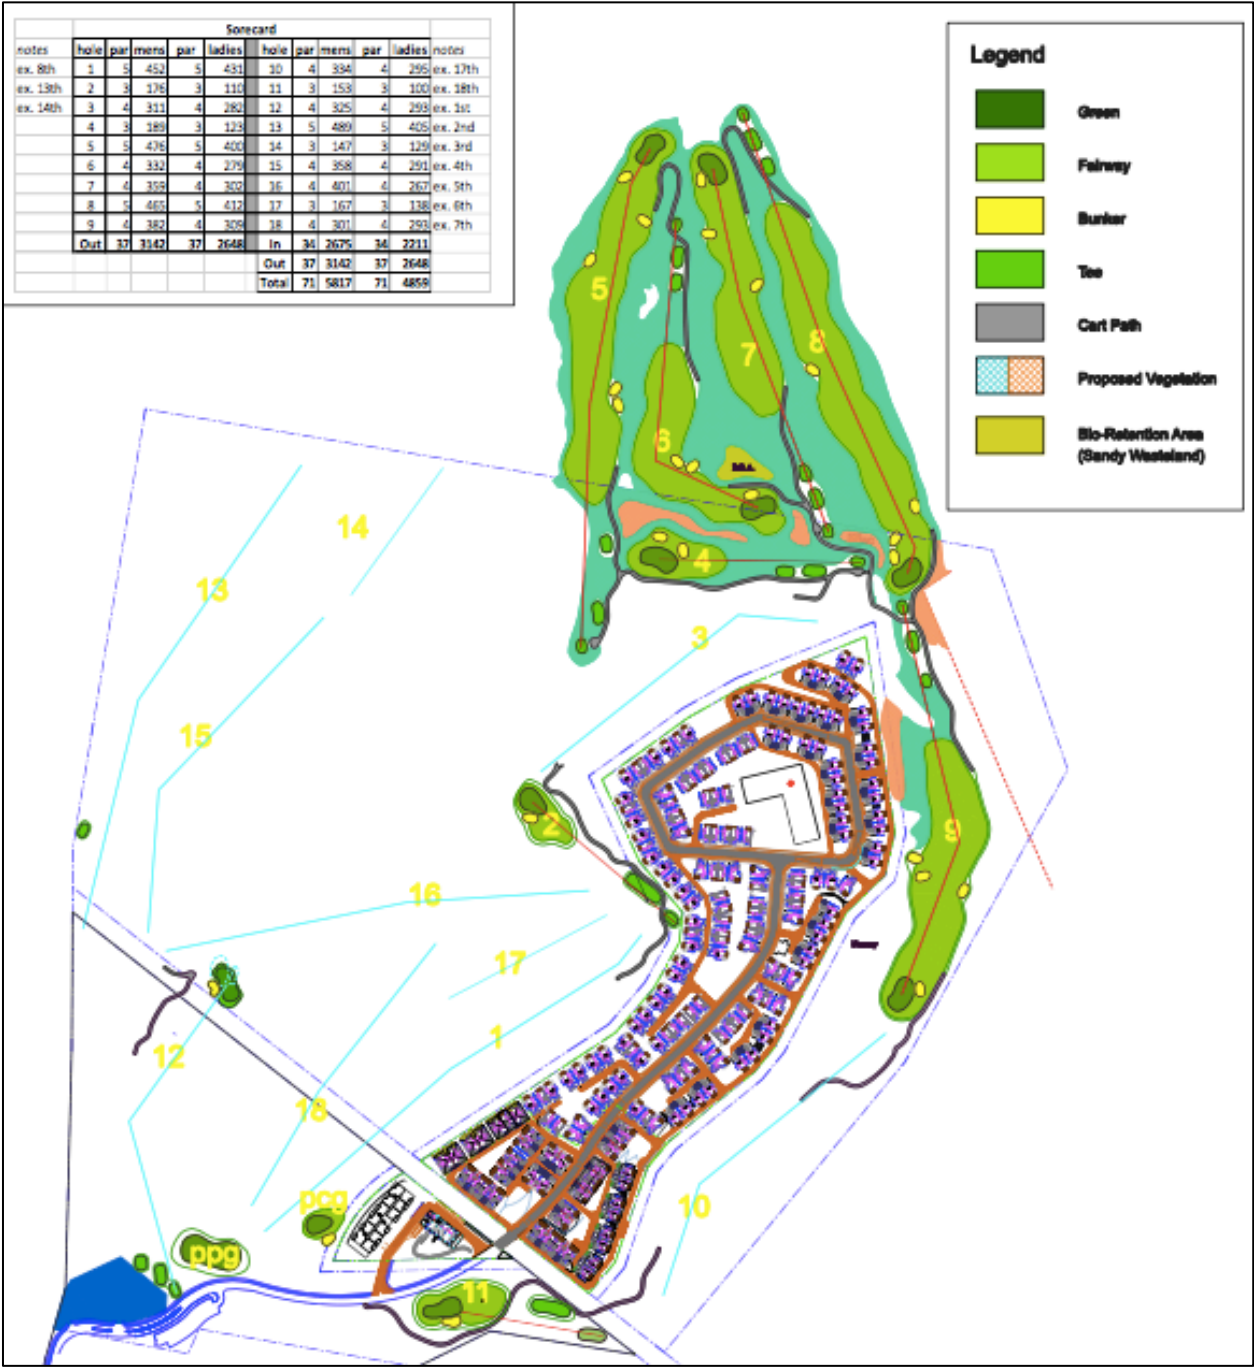 Sorecard
notes hole par mens par ladies hole par mens par ladies notes
ex. 8th 1 5 452 5 431 10 4 334 4 295 ex. 17th
ex. 13th 2 3 176 3 110 11 3 153 3 100 ex. 18th
ex. 14th 3 4 311 4 282 12 4 325 4 293 ex. 1st
4 3 189 3 123 13 5 489 5 405 ex. 2nd
5 5 476 5 400 14 3 147 3 129 ex. 3rd
6 4 332 4 279 15 4 358 4 291 ex. 4th
7 4 359 4 302 16 4 401 4 267 ex. 5th
8 5 465 5 412 17 3 167 3 138 ex. 6th
9 4 382 4 309 18 4 301 4 293 ex. 7th
Out 37 3142 37 2648 In 34 2675 34 2211
Out 37 3142 37 2648
Total 71 5817 71 4859
Legend
Green
Fairway
Bunker
Tee
Cart Path
Proposed Vegetation
Bio-Retention Area
(Sandy Wasteland)
5
7
8
6
14
13
4
3
15
2
9
16
17
1
12
18
pcg
10
ppg
11